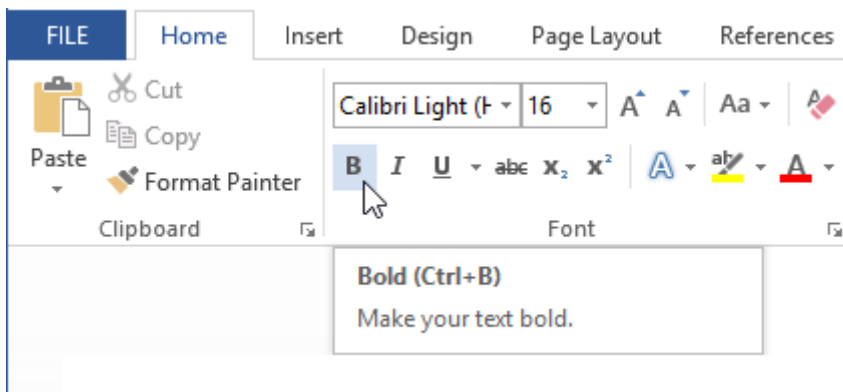 FILE Home Insert Design Page Layout References
Cut
Calibri Light (H 16 A A Aa
Copy
Paste
B I U abc X₂ X² A ab A
Format Painter
Clipboard Font
Bold (Ctrl+B)
Make your text bold.